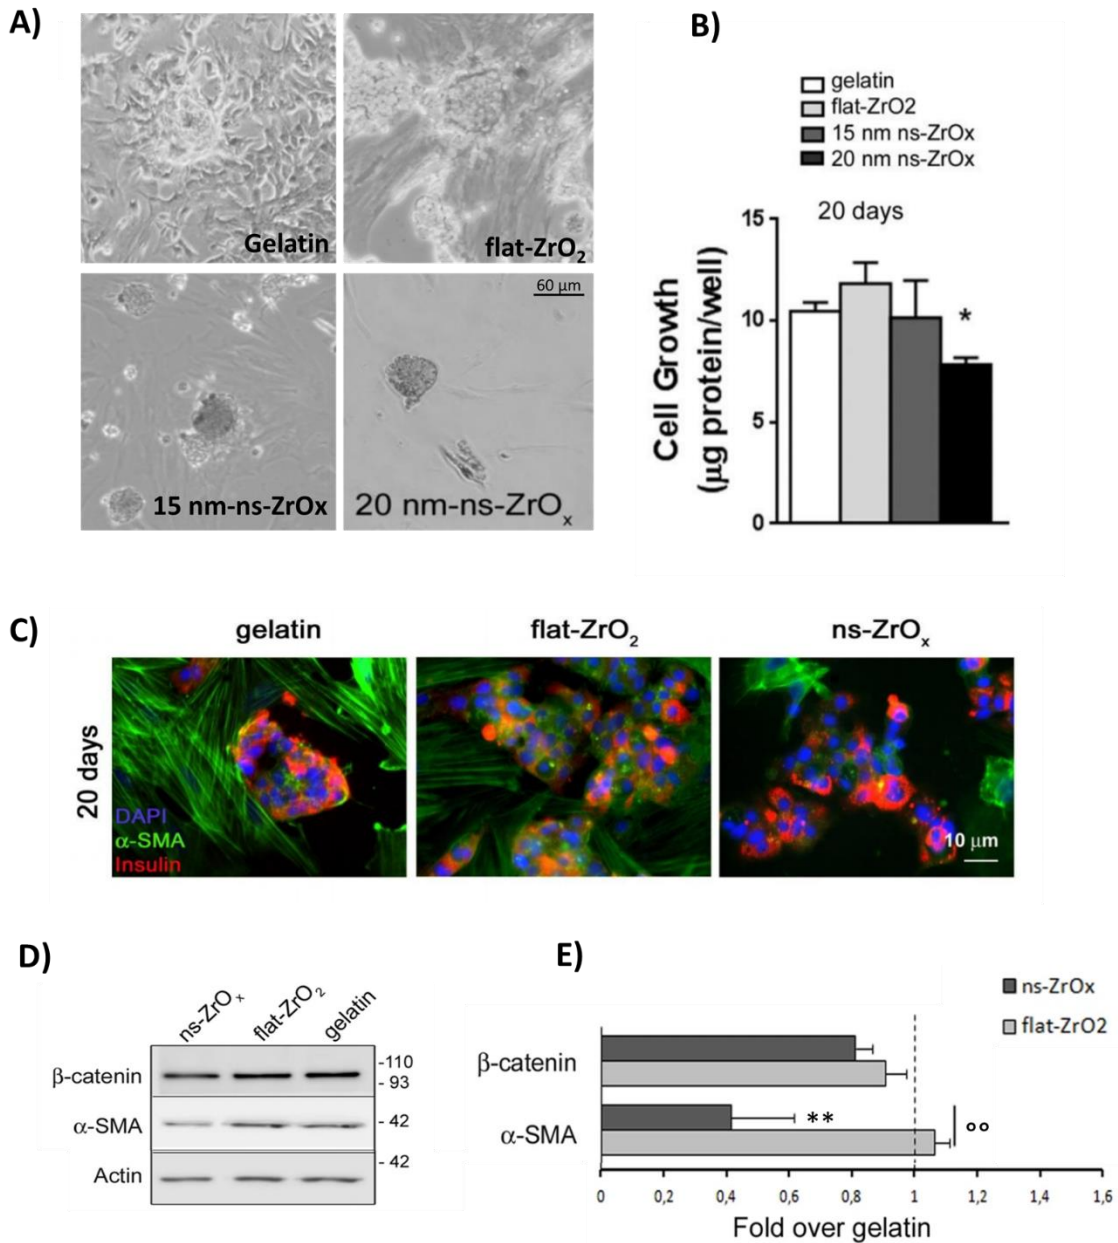 A)
Gelatin
flat-ZrO₂
60 μm
15 nm-ns-ZrOx
20 nm-ns-ZrOₓ
B)
gelatin
flat-ZrO2
15 nm ns-ZrOx
20 nm ns-ZrOx
20 days
Cell Growth
(μg protein/well)
15
10
5
0
*
C)
gelatin
flat-ZrO₂
ns-ZrOₓ
20 days
DAPI
α-SMA
Insulin
10 μm
D)
ns-ZrOₓ
flat-ZrO₂
gelatin
β-catenin
-110
- 93
α-SMA
- 42
Actin
- 42
E)
ns-ZrOx
flat-ZrO2
β-catenin
α-SMA
**
°°
0 0,2 0,4 0,6 0,8 1 1,2 1,4 1,6
Fold over gelatin